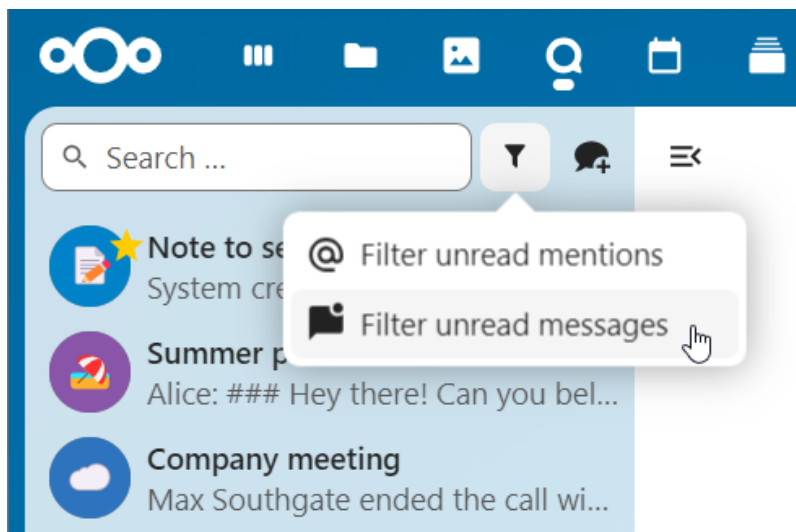 Search ...
Filter unread mentions
Filter unread messages
Note to se
System cre
Summer p
Alice: ### Hey there! Can you bel...
Company meeting
Max Southgate ended the call wi...